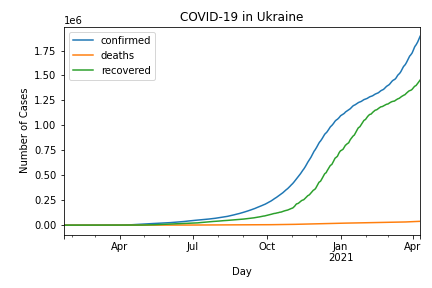 COVID-19 in Ukraine
1e6
confirmed
deaths
recovered
1.75
1.50
1.25
1.00
0.75
0.50
0.25
0.00
Number of Cases
Apr
Jul
Oct
Jan
2021
Apr
Day